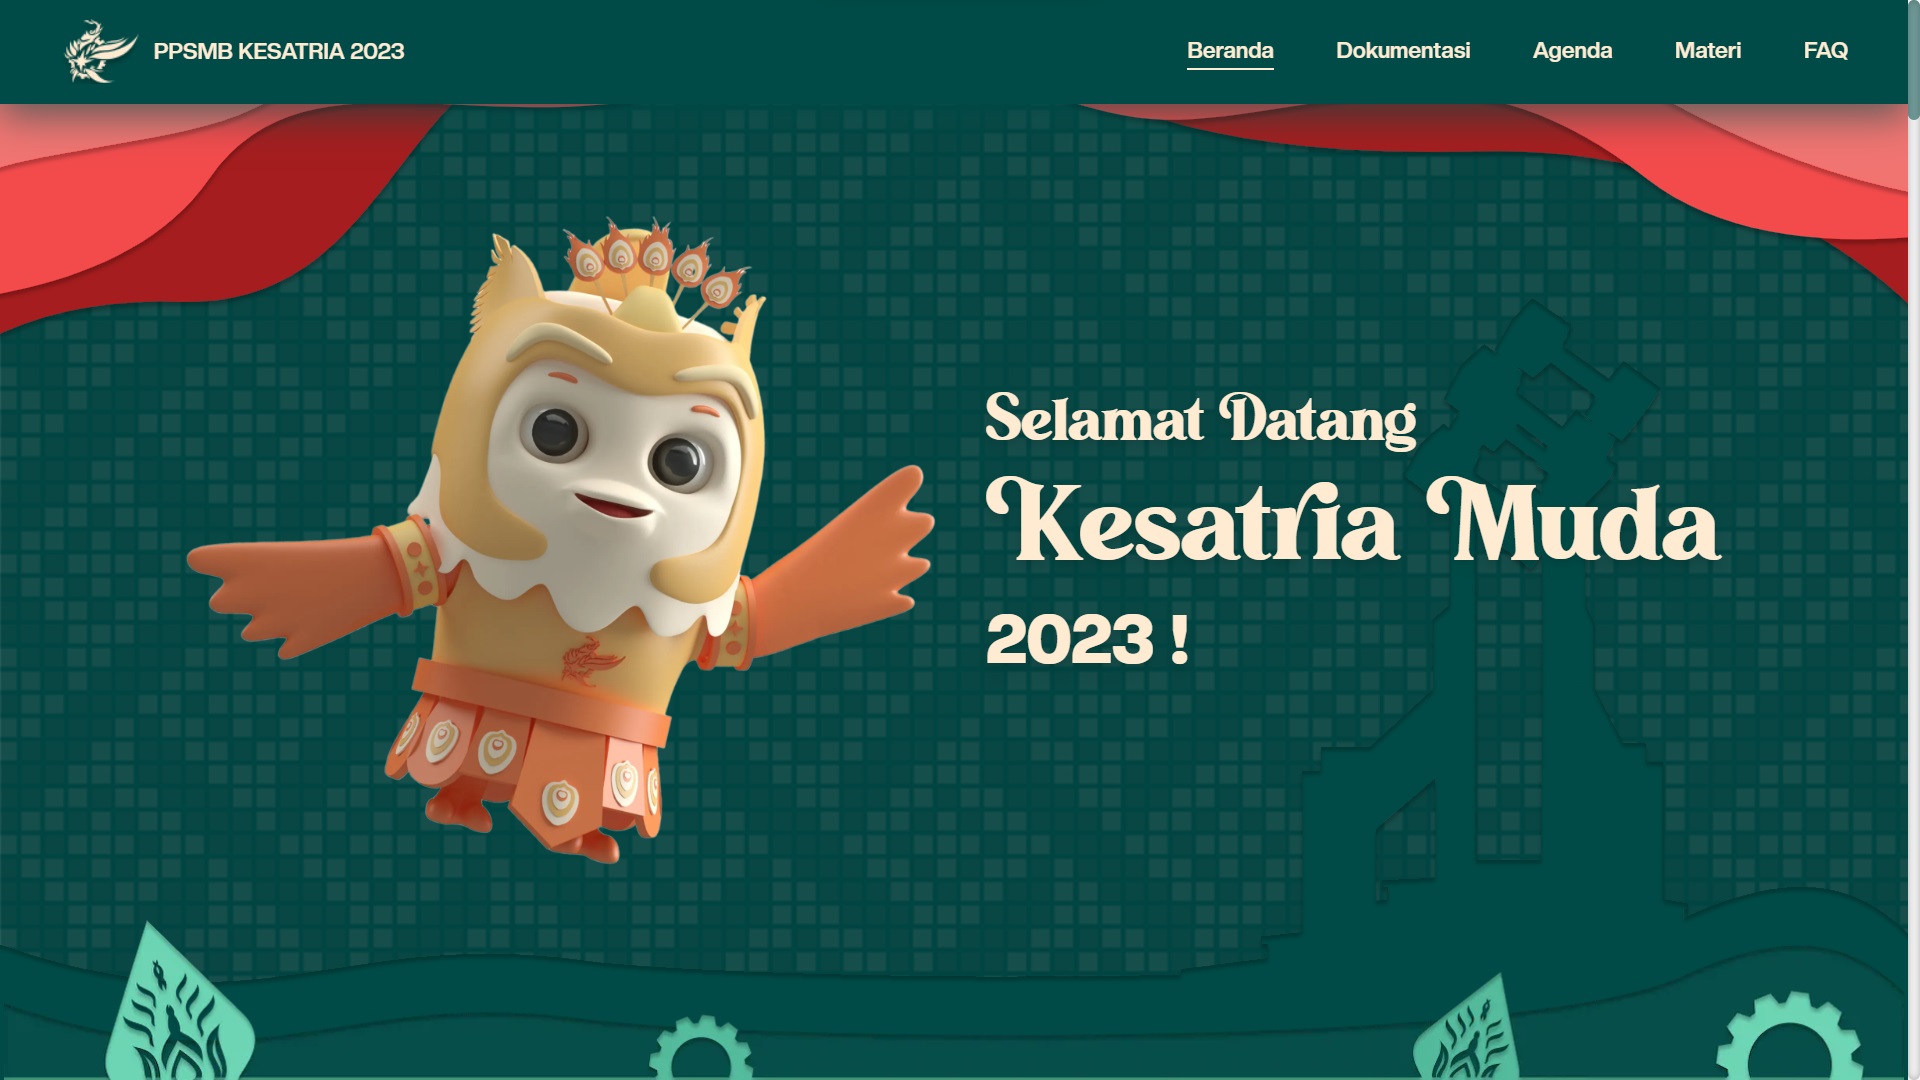 PPSMB KESATRIA 2023
Beranda
Dokumentasi
Agenda
Materi
FAQ
Selamat Datang
Kesatria Muda
2023 !